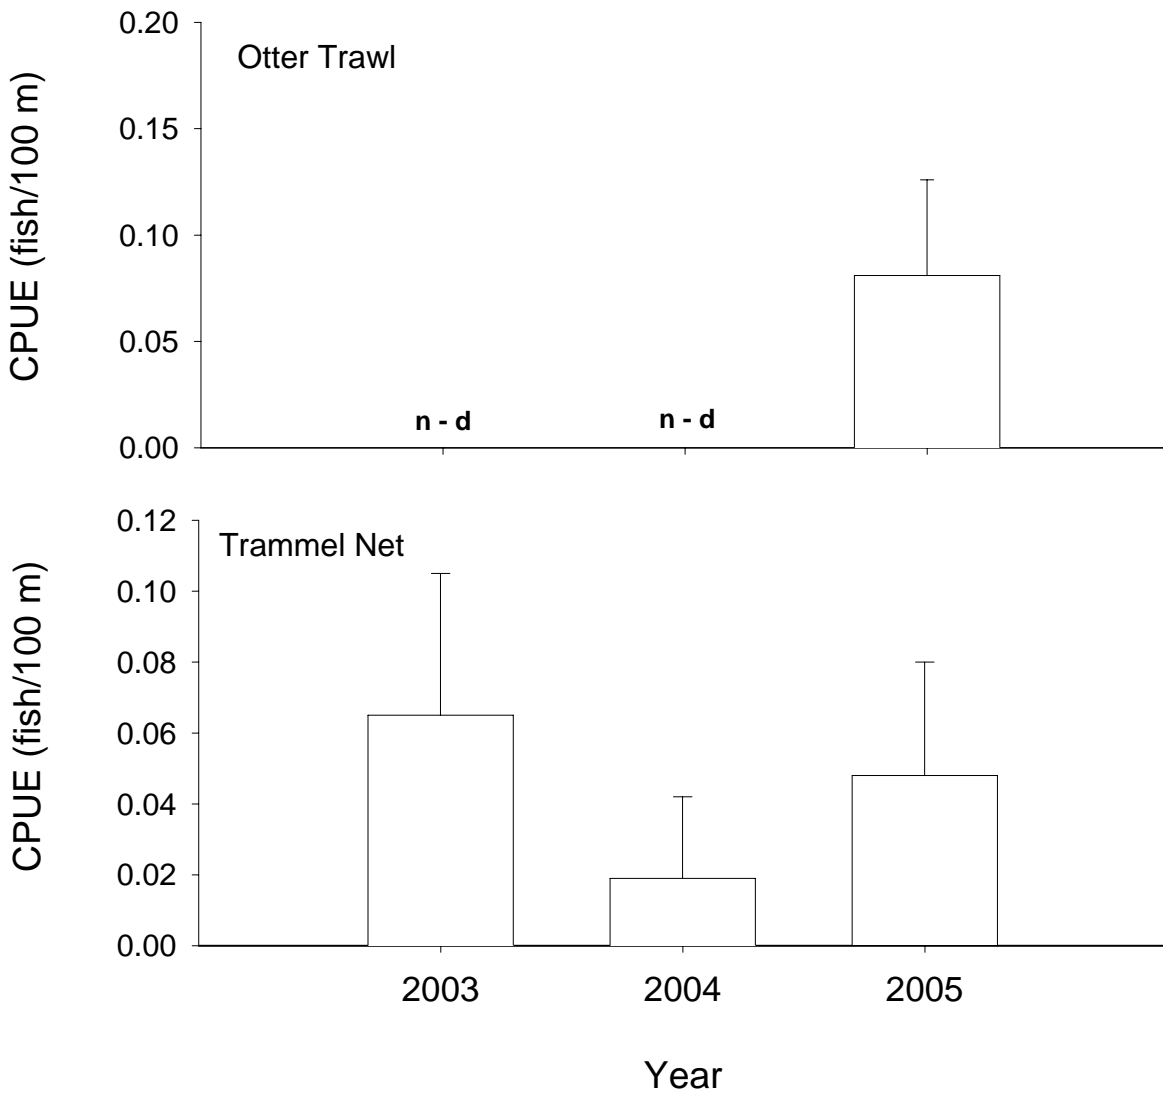 Otter Trawl
CPUE (fish/100 m)
0.20
0.15
0.10
0.05
0.00
n - d
n - d
Trammel Net
CPUE (fish/100 m)
0.12
0.10
0.08
0.06
0.04
0.02
0.00
2003 2004 2005
Year